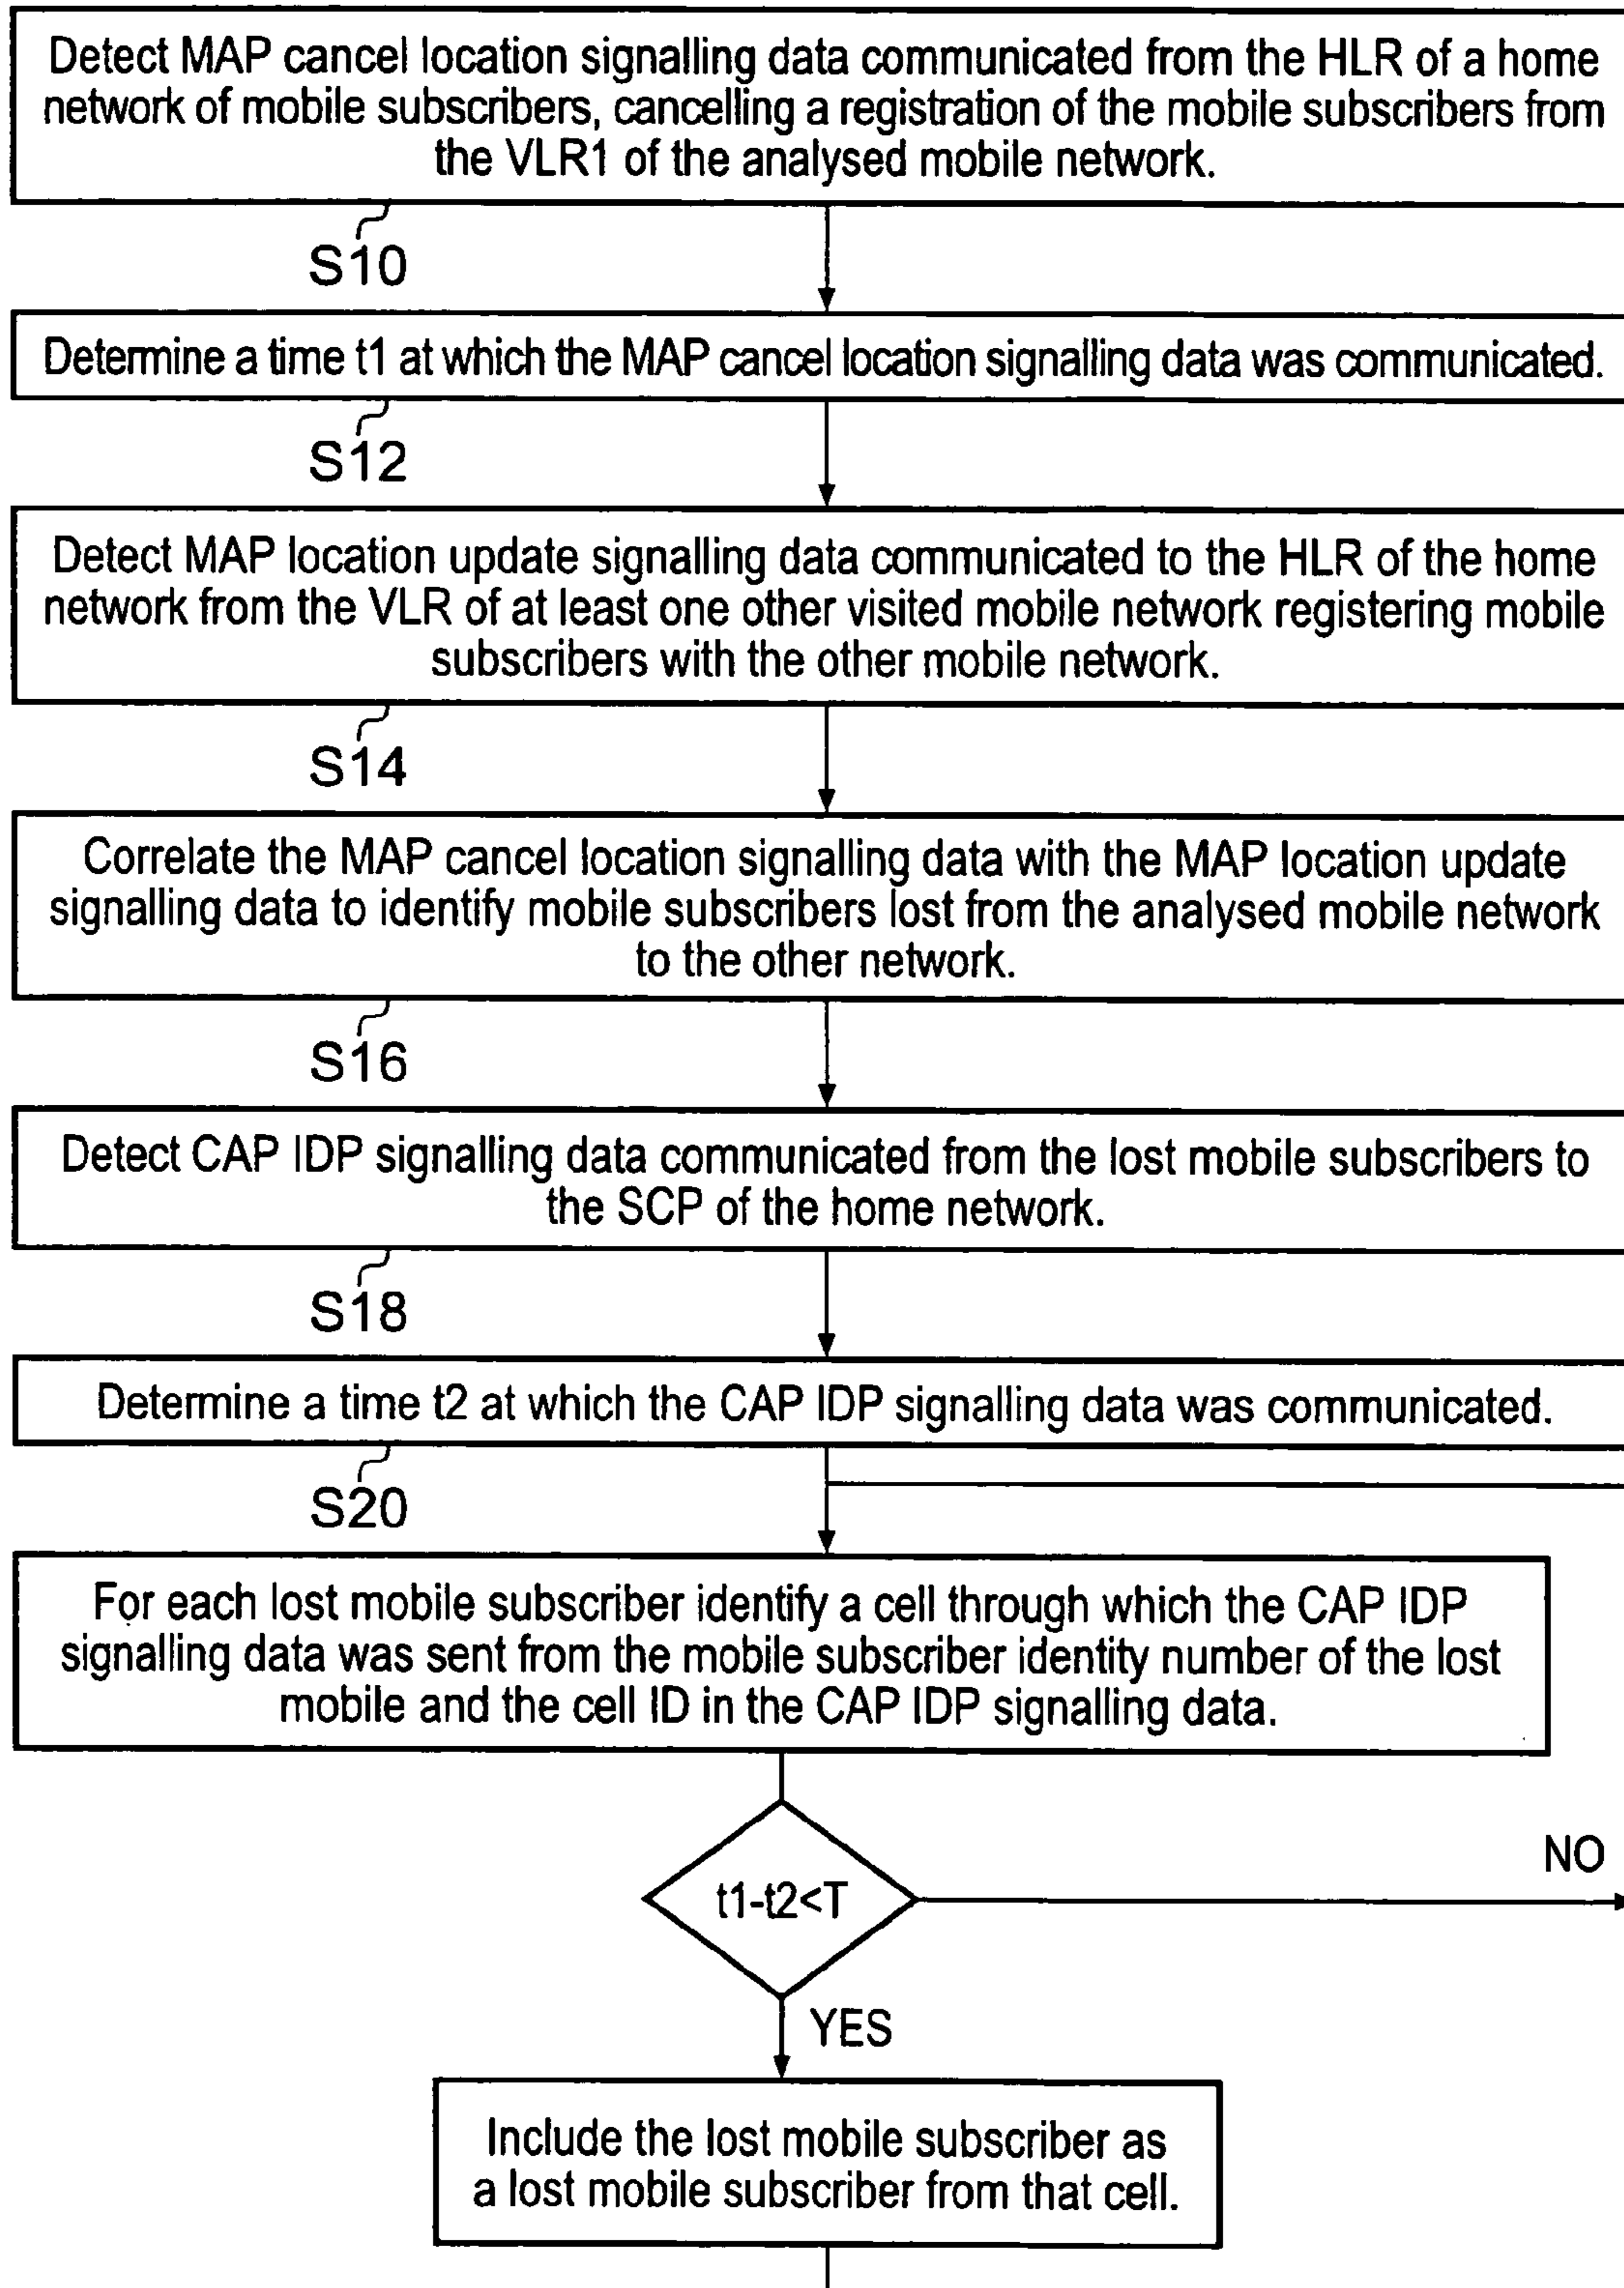 Detect MAP cancel location signalling data communicated from the HLR of a home
network of mobile subscribers, cancelling a registration of the mobile subscribers from
the VLR1 of the analysed mobile network.
S10
Determine a time t1 at which the MAP cancel location signalling data was communicated.
S12
Detect MAP location update signalling data communicated to the HLR of the home
network from the VLR of at least one other visited mobile network registering mobile
subscribers with the other mobile network.
S14
Correlate the MAP cancel location signalling data with the MAP location update
signalling data to identify mobile subscribers lost from the analysed mobile network
to the other network.
S16
Detect CAP IDP signalling data communicated from the lost mobile subscribers to
the SCP of the home network.
S18
Determine a time t2 at which the CAP IDP signalling data was communicated.
S20
For each lost mobile subscriber identify a cell through which the CAP IDP
signalling data was sent from the mobile subscriber identity number of the lost
mobile and the cell ID in the CAP IDP signalling data.
t1-t2<T
NO
YES
Include the lost mobile subscriber as
a lost mobile subscriber from that cell.